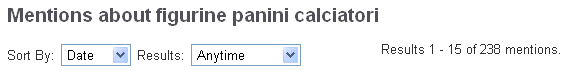 Mentions about figurine panini calciatori
Sort By: Date Results: Anytime Results 1 - 15 of 238 mentions.